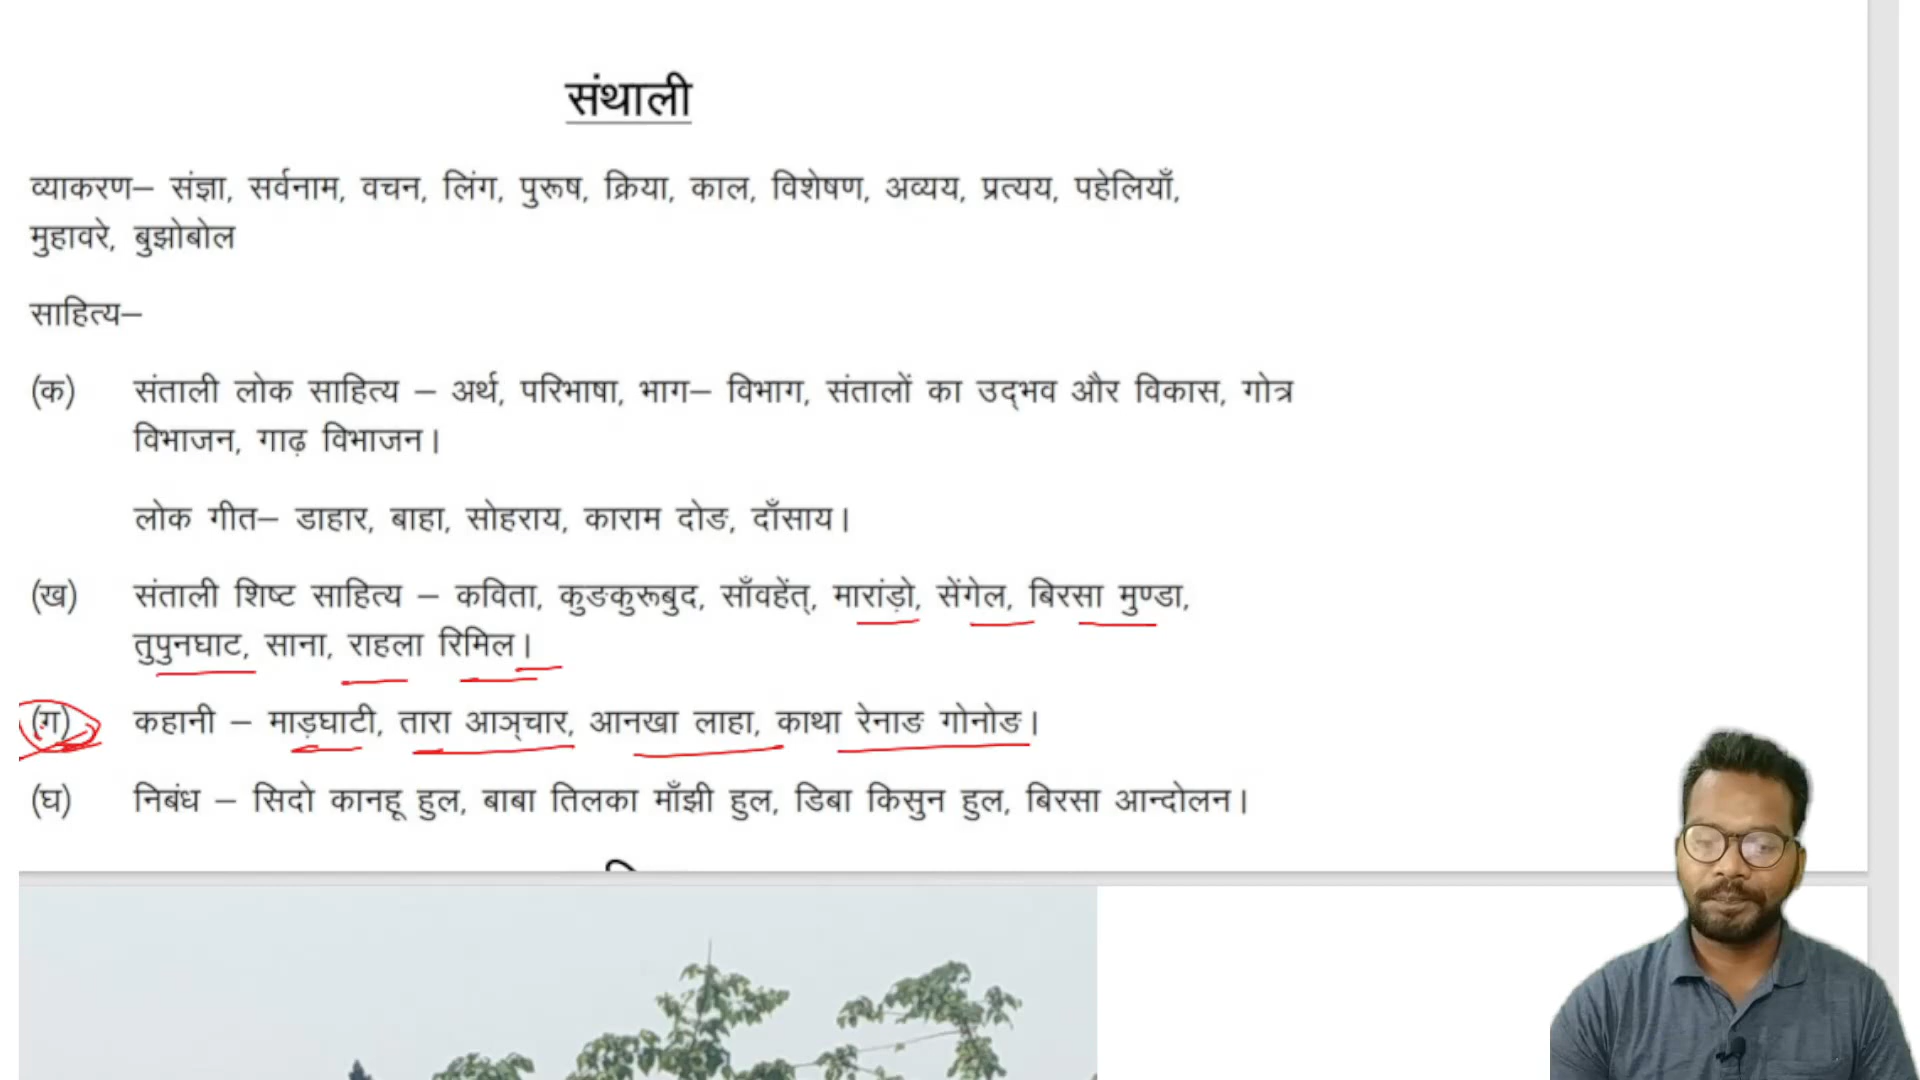 संथाली
व्याकरण– संज्ञा, सर्वनाम, वचन, लिंग, पुरूष, क्रिया, काल, विशेषण, अव्यय, प्रत्यय, पहेलियाँ,
मुहावरे, बुझोबोल
साहित्य–
(क) संताली लोक साहित्य – अर्थ, परिभाषा, भाग– विभाग, संतालों का उद्भव और विकास, गोत्र
विभाजन, गाढ़ विभाजन।
लोक गीत– डाहार, बाहा, सोहराय, काराम दोङ, दाँसाय।
(ख) संताली शिष्ट साहित्य – कविता, कुङकुरूबुद, साँवहेंत्, मारांड़ो, सेंगेल, बिरसा मुण्डा,
तुपुनघाट, साना, राहला रिमिल।
(ग) कहानी – माड़घाटी, तारा आञ्चार, आनखा लाहा, काथा रेनाङ गोनोङ।
(घ) निबंध – सिदो कानहू हुल, बाबा तिलका माँझी हुल, डिबा किसुन हुल, बिरसा आन्दोलन।